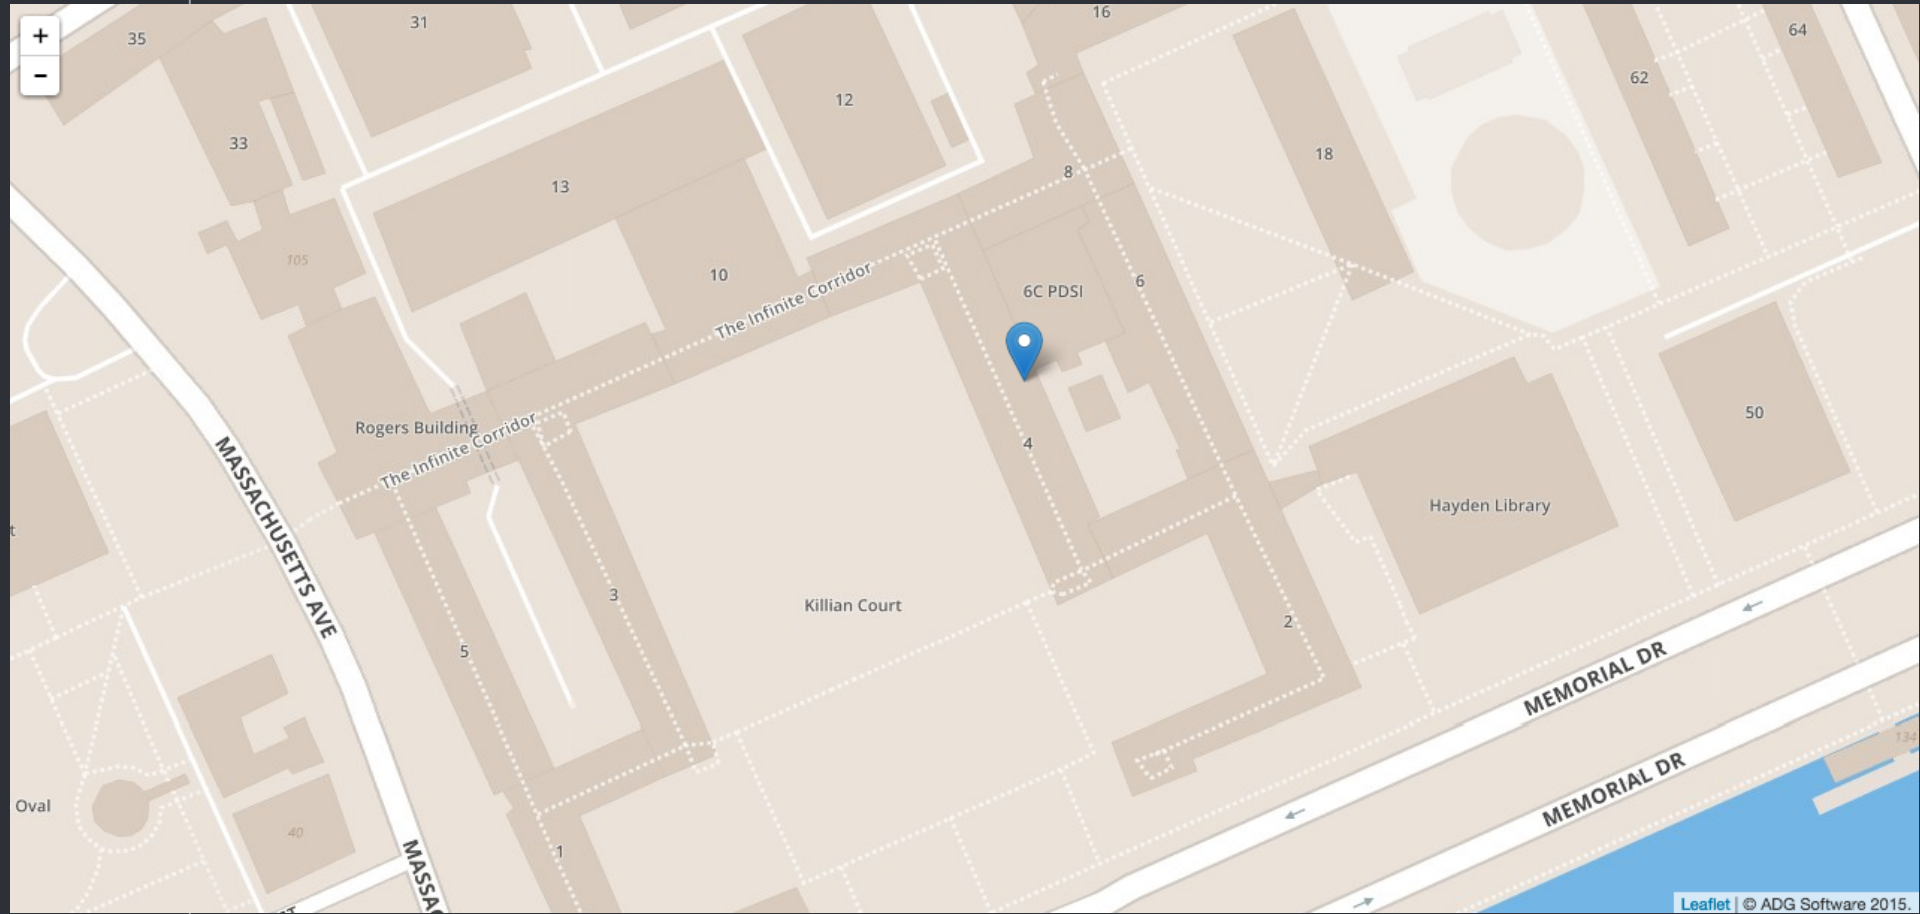 +
−
35
31
16
64
62
12
33
18
13
8
105
10
6
6C PDSI
The Infinite Corridor
50
Rogers Building
The Infinite Corridor
4
MASSACHUSETTS AVE
Hayden Library
t
3
Killian Court
2
5
MEMORIAL DR
134
MEMORIAL DR
Oval
40
1
Leaflet | © ADG Software 2015.